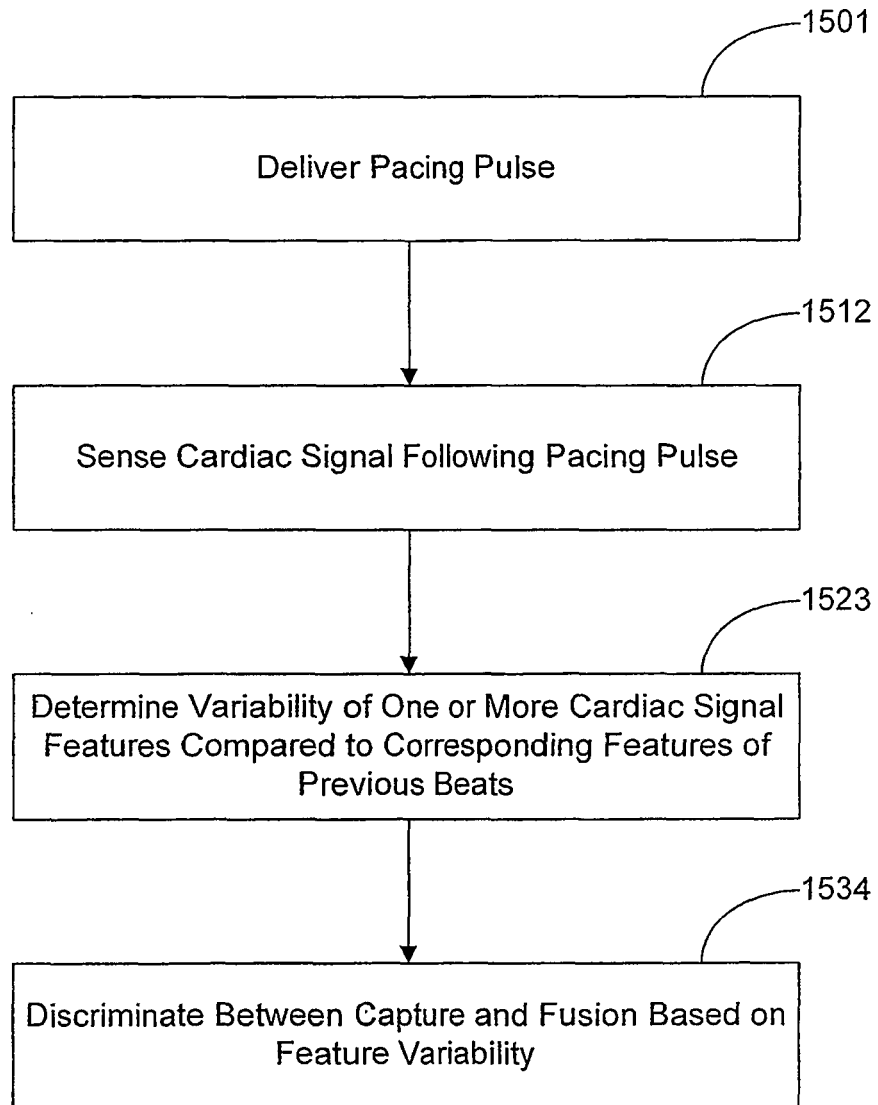 1501
Deliver Pacing Pulse
1512
Sense Cardiac Signal Following Pacing Pulse
1523
Determine Variability of One or More Cardiac Signal
Features Compared to Corresponding Features of
Previous Beats
1534
Discriminate Between Capture and Fusion Based on
Feature Variability